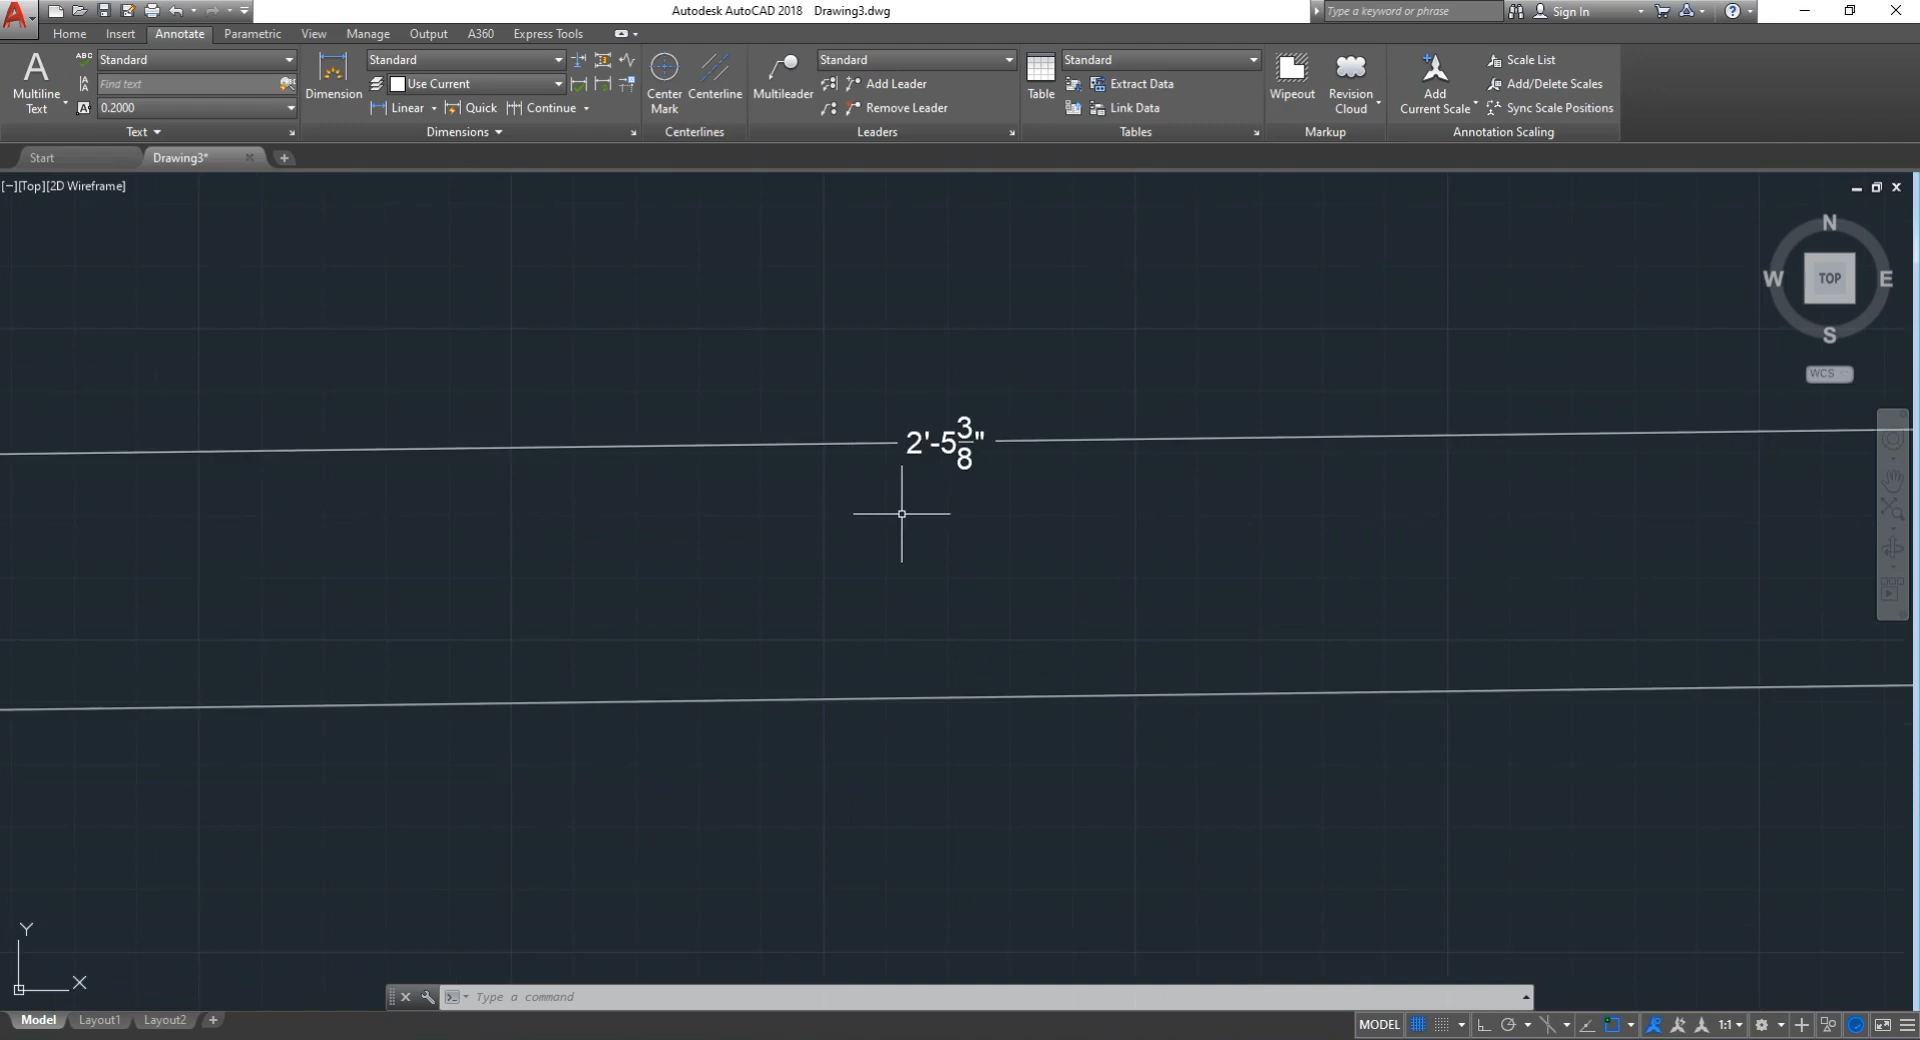 Autodesk AutoCAD 2018 Drawing3.dwg
Type a keyword or phrase
Sign In
Home Insert Annotate Parametric View Manage Output A360 Express Tools
Multiline Text
ABC
Standard
Find text
0.2000
Text
Dimension
Standard
Use Current
Linear Quick Continue
Dimensions
Center Mark
Centerline
Centerlines
Multileader
Standard
Add Leader
Remove Leader
Leaders
Table
Standard
Extract Data
Link Data
Tables
Wipeout
Revision Cloud
Markup
Add Current Scale
Scale List
Add/Delete Scales
Sync Scale Positions
Annotation Scaling
Start Drawing3*
[−][Top][2D Wireframe]
N
W TOP E
S
WCS
2'-5 3/8"
Y
X
Type a command
Model Layout1 Layout2
MODEL 1:1